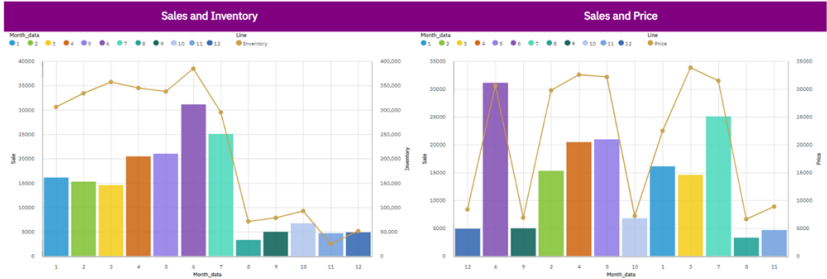 Sales and Inventory
Month_data
Line
1 2 3 4 5 6 7 8 9 10 11 12 Inventory
40000 400,000
35000 350,000
30000 300,000
25000 250,000
20000 200,000
15000 150,000
10000 100,000
5000 50,000
0 0
Sale
Inventory
1 2 3 4 5 6 7 8 9 10 11 12
Month_data
Sales and Price
Month_data
Line
1 2 3 4 5 6 7 8 9 10 11 12 Price
35000 35000
30000 30000
25000 25000
20000 20000
15000 15000
10000 10000
5000 5000
0 0
Sale
Price
12 6 9 2 4 5 10 1 3 7 8 11
Month_data